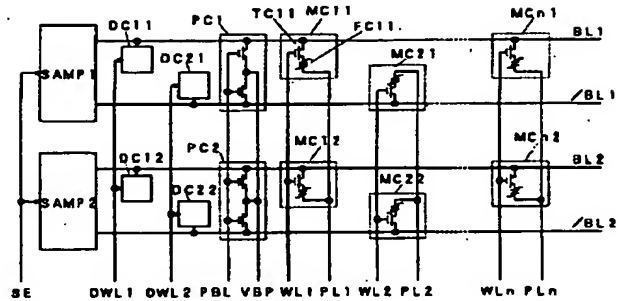 DC11 PC1 TC11 MC11 FC11 MCn1
BL1
DC21 MC21
SAMP1
/BL1
DC12 PC2 MC12 MCn2
BL2
DC22 MC22
SAMP2
/BL2
SE DWL1 DWL2 PBL VBP WL1 PL1 WL2 PL2 WLn PLn